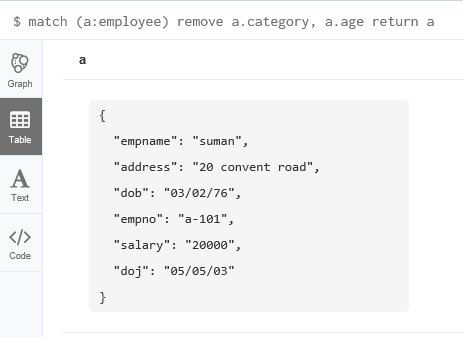 $ match (a:employee) remove a.category, a.age return a
Graph
Table
Text
Code
a
{
"empname": "suman",
"address": "20 convent road",
"dob": "03/02/76",
"empno": "a-101",
"salary": "20000",
"doj": "05/05/03"
}
A
</>